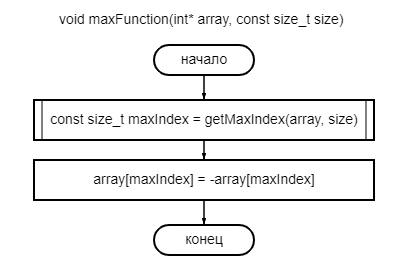 void maxFunction(int* array, const size_t size)
начало
const size_t maxIndex = getMaxIndex(array, size)
array[maxIndex] = -array[maxIndex]
конец